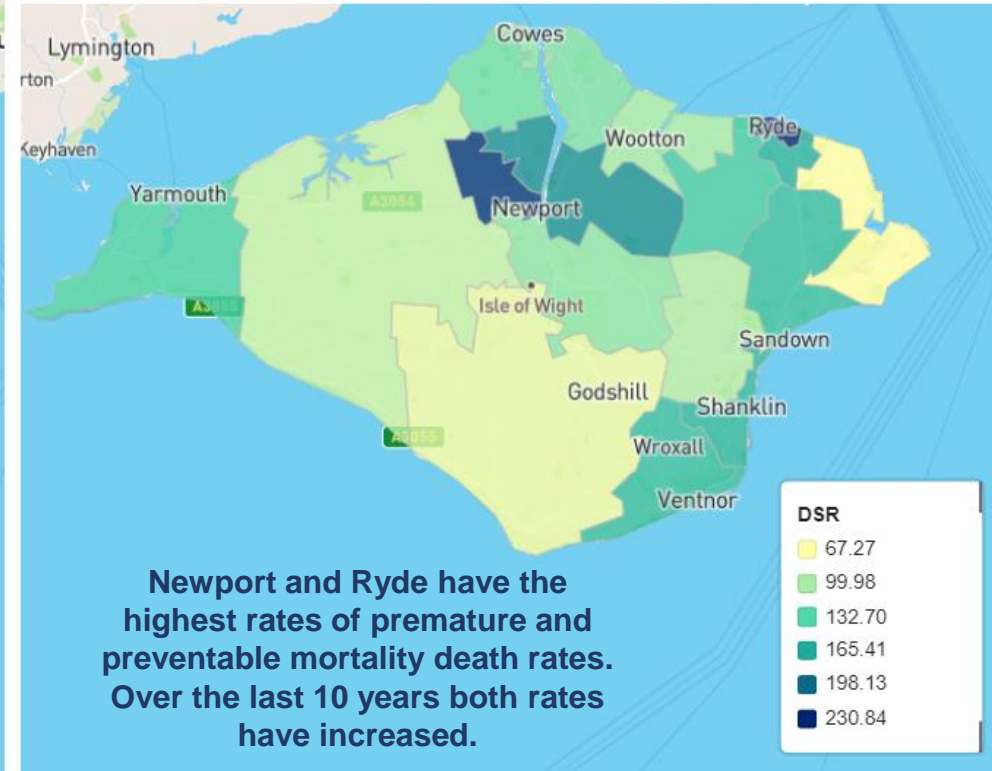 Lymington
rton
Keyhaven
Cowes
Wootton
Ryde
Yarmouth
A3054
Newport
Isle of Wight
A3055
Sandown
Godshill
Shanklin
A3055
Wroxall
Ventnor
Newport and Ryde have the
highest rates of premature and
preventable mortality death rates.
Over the last 10 years both rates
have increased.
DSR
67.27
99.98
132.70
165.41
198.13
230.84